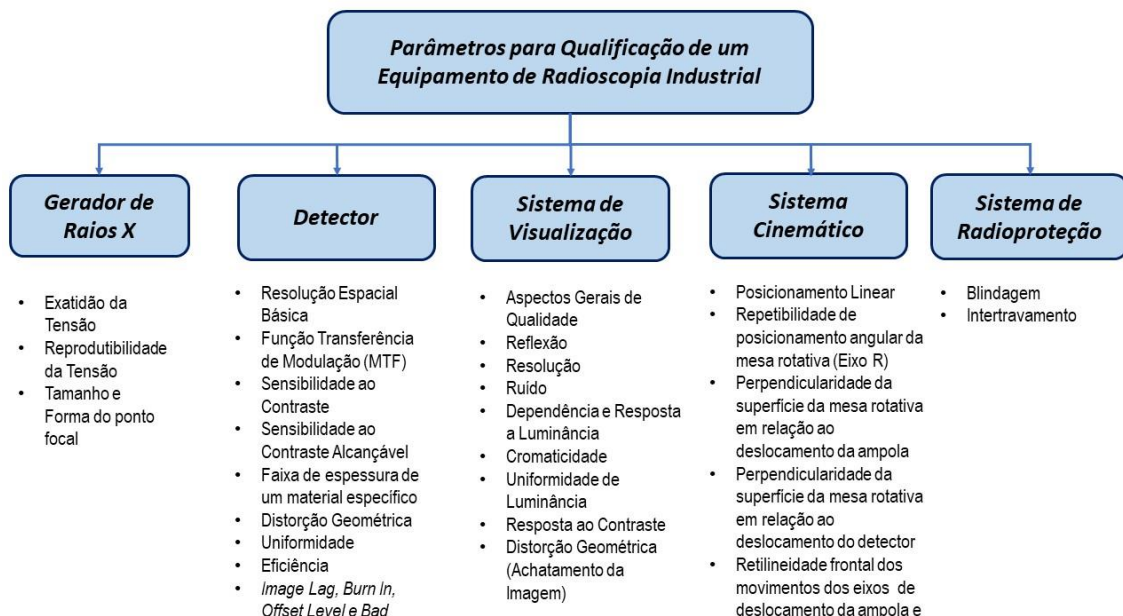 Parâmetros para Qualificação de um
Equipamento de Radioscopia Industrial
Gerador de
Raios X
Detector
Sistema de
Visualização
Sistema
Cinemático
Sistema de
Radioproteção
• Exatidão da
Tensão
• Reprodutibilidade
da Tensão
• Tamanho e
Forma do ponto
focal
• Resolução Espacial
Básica
• Função Transferência
de Modulação (MTF)
• Sensibilidade ao
Contraste
• Sensibilidade ao
Contraste Alcançável
• Faixa de espessura de
um material específico
• Distorção Geométrica
• Uniformidade
• Eficiência
• Image Lag, Burn In,
Offset Level e Bad
• Aspectos Gerais de
Qualidade
• Reflexão
• Resolução
• Ruído
• Dependência e Resposta
a Luminância
• Cromaticidade
• Uniformidade de
Luminância
• Resposta ao Contraste
• Distorção Geométrica
(Achatamento da
Imagem)
• Posicionamento Linear
• Repetibilidade de
posicionamento angular da
mesa rotativa (Eixo R)
• Perpendicularidade da
superfície da mesa rotativa
em relação ao
deslocamento da ampola
• Perpendicularidade da
superfície da mesa rotativa
em relação ao
deslocamento do detector
• Retilineidade frontal dos
movimentos dos eixos de
deslocamento da ampola e
• Blindagem
• Intertravamento